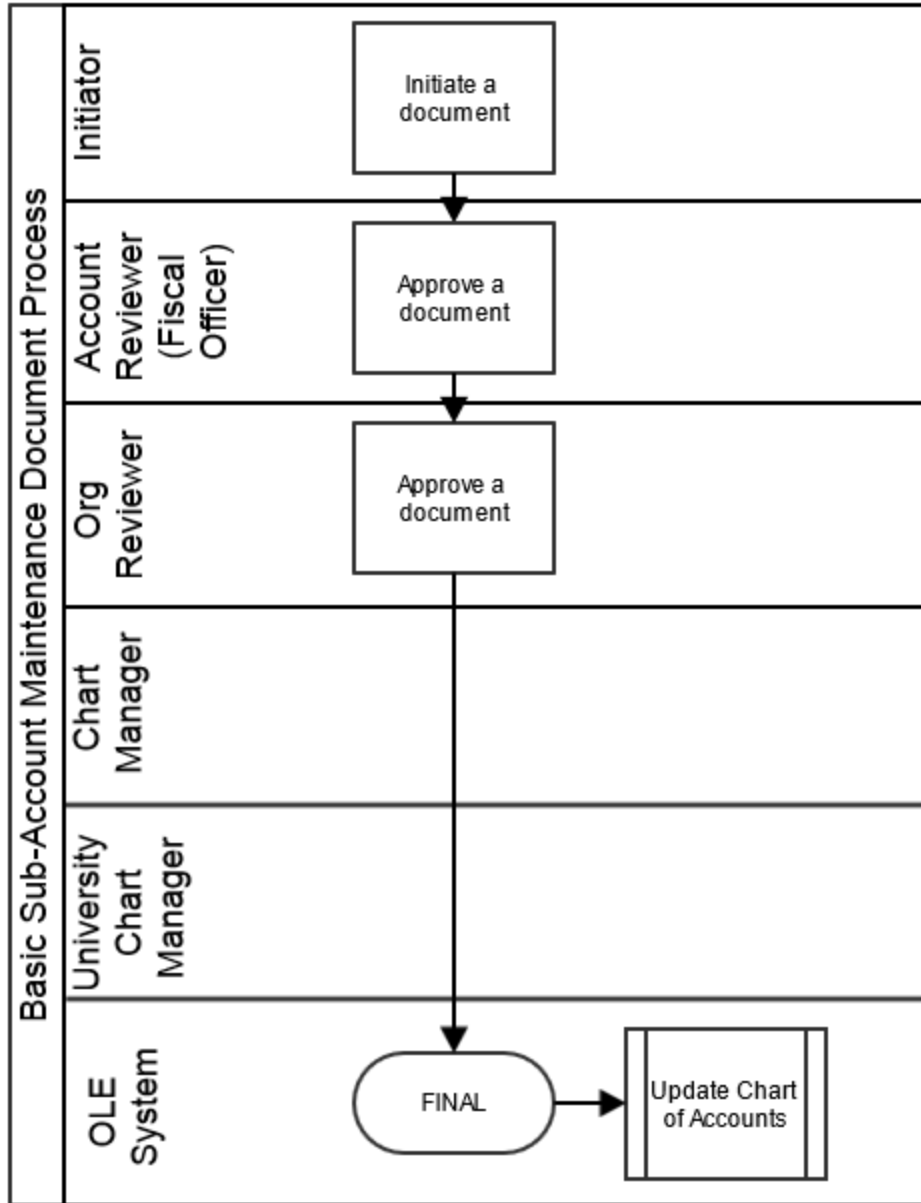 Basic Sub-Account Maintenance Document Process
Initiator
Initiate a
document
Account
Reviewer
(Fiscal
Officer)
Approve a
document
Org
Reviewer
Approve a
document
Chart
Manager
University
Chart
Manager
OLE
System
FINAL
Update Chart
of Accounts